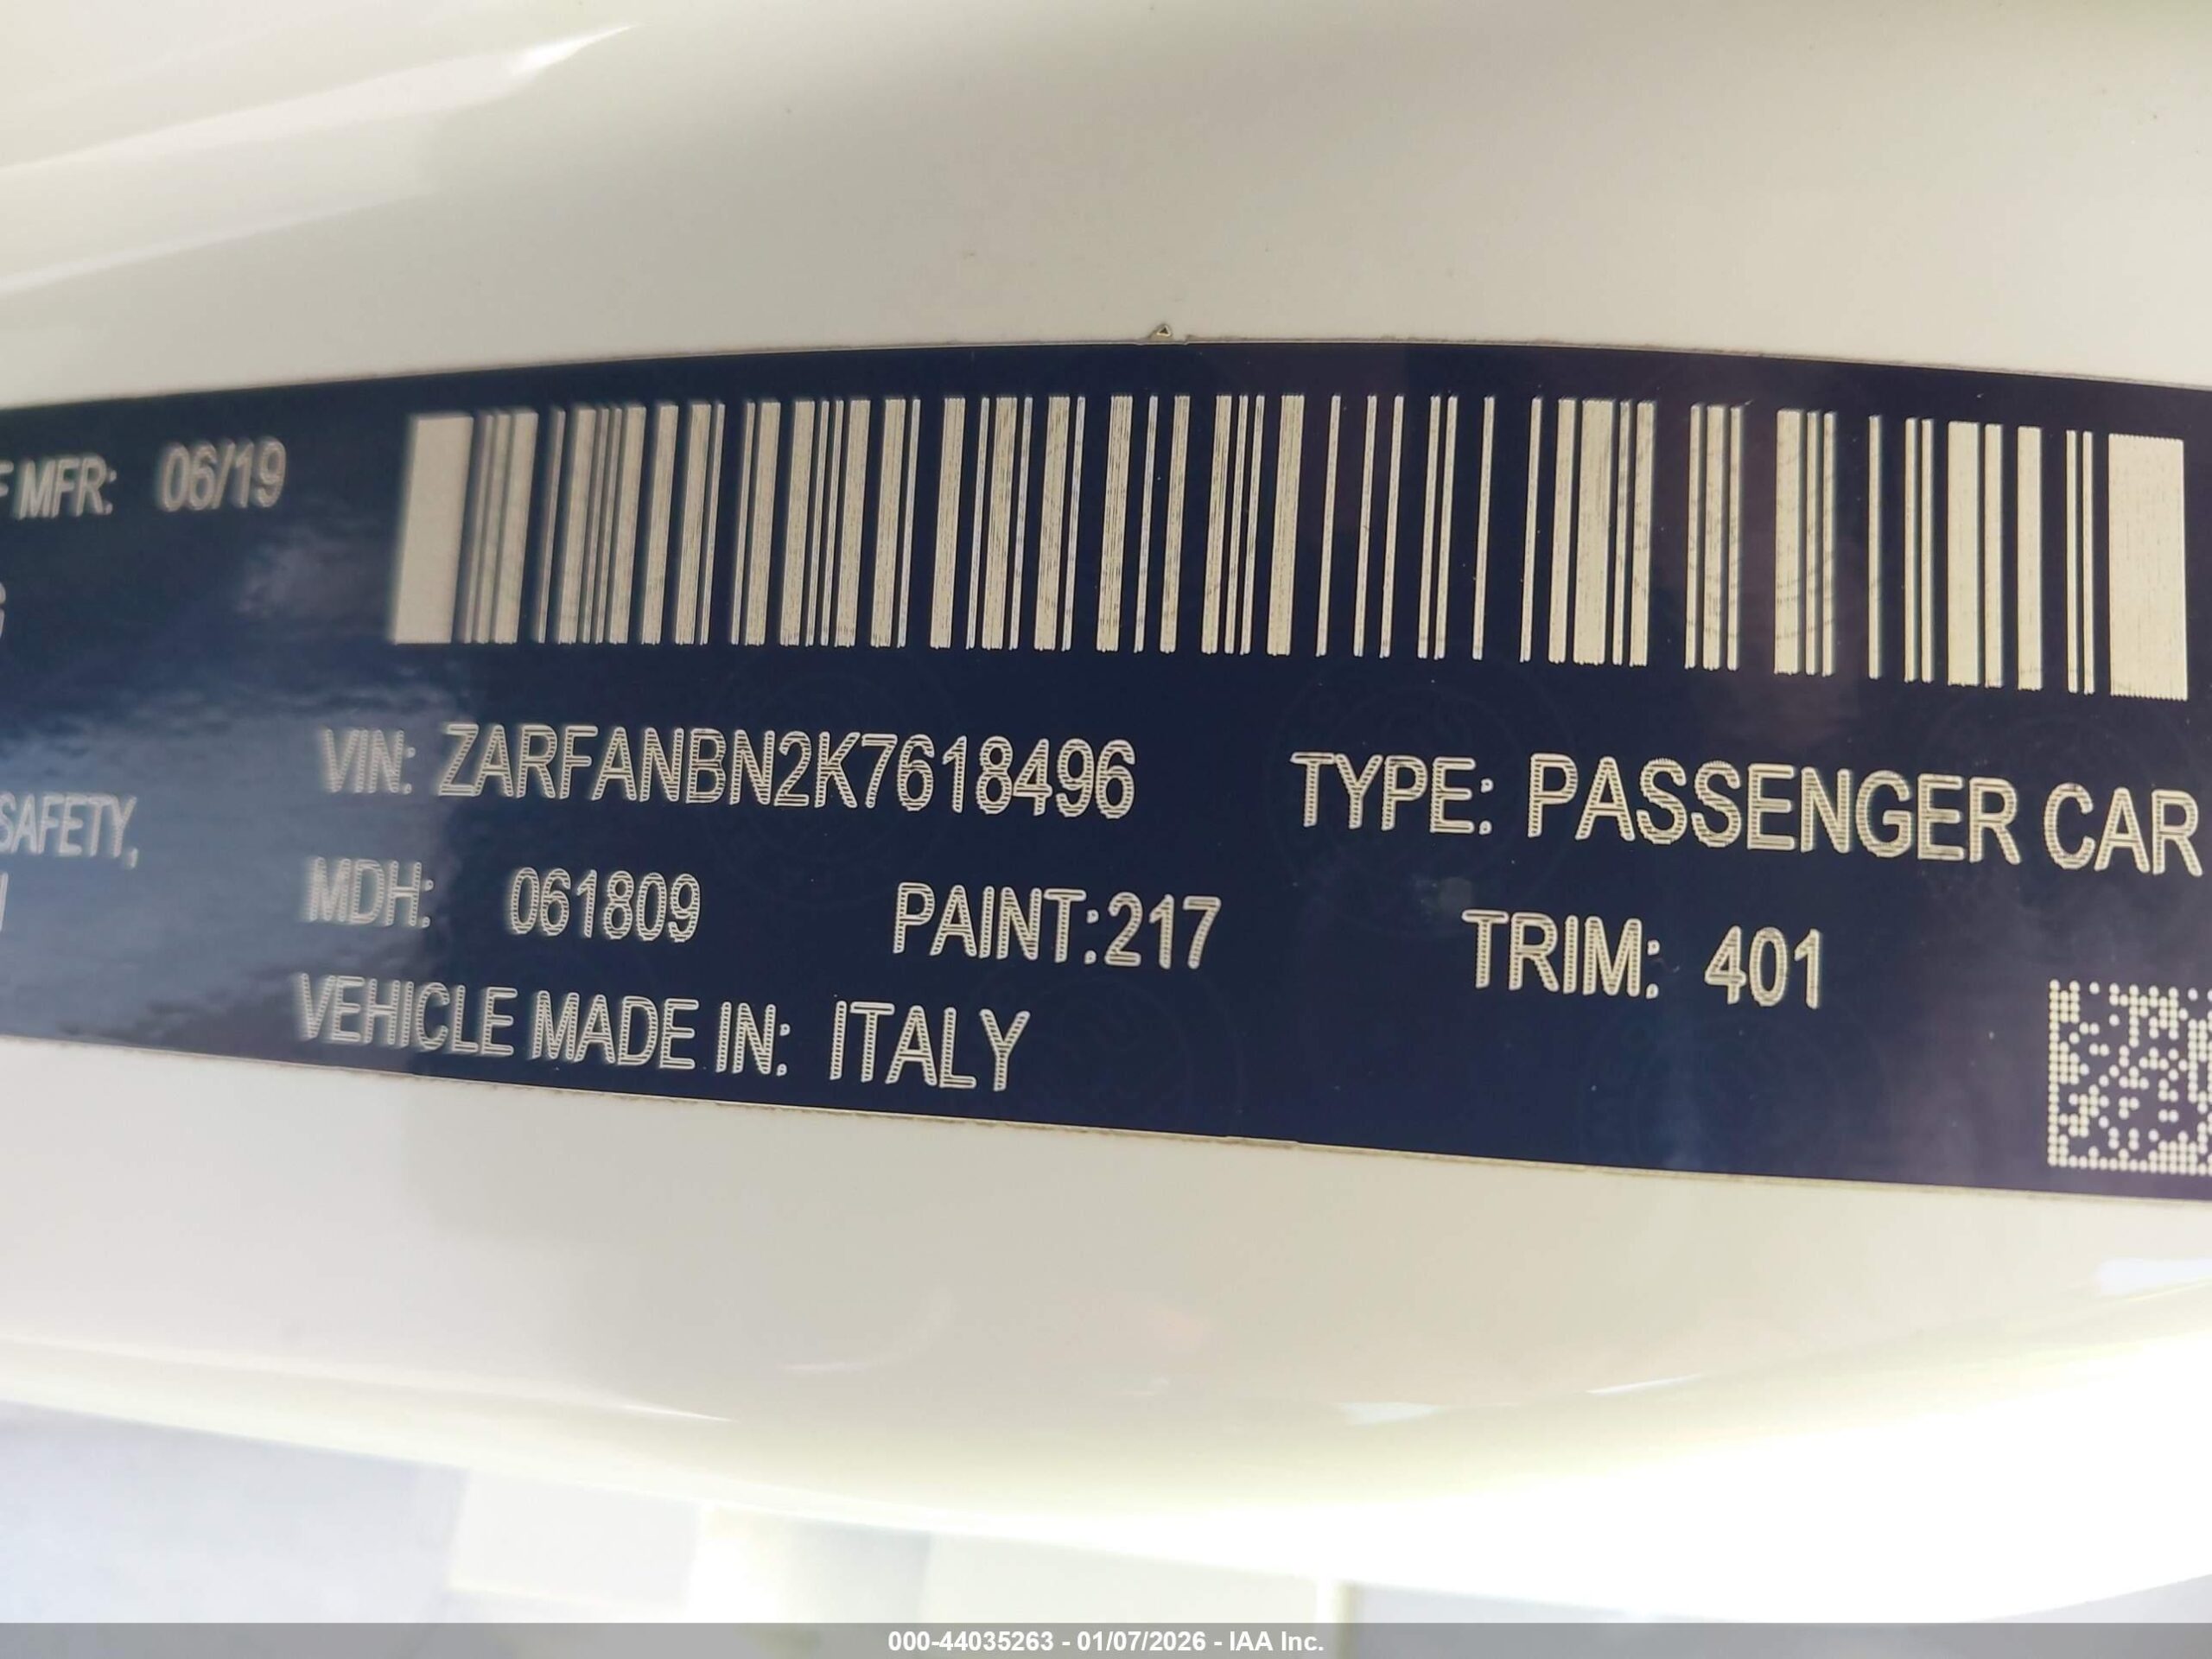 F MFR: 06/19
VIN: ZARFANBN2K7618496
TYPE: PASSENGER CAR
SAFETY,
MDH: 061809
PAINT:217
TRIM: 401
VEHICLE MADE IN: ITALY
000-44035263 - 01/07/2026 - IAA Inc.